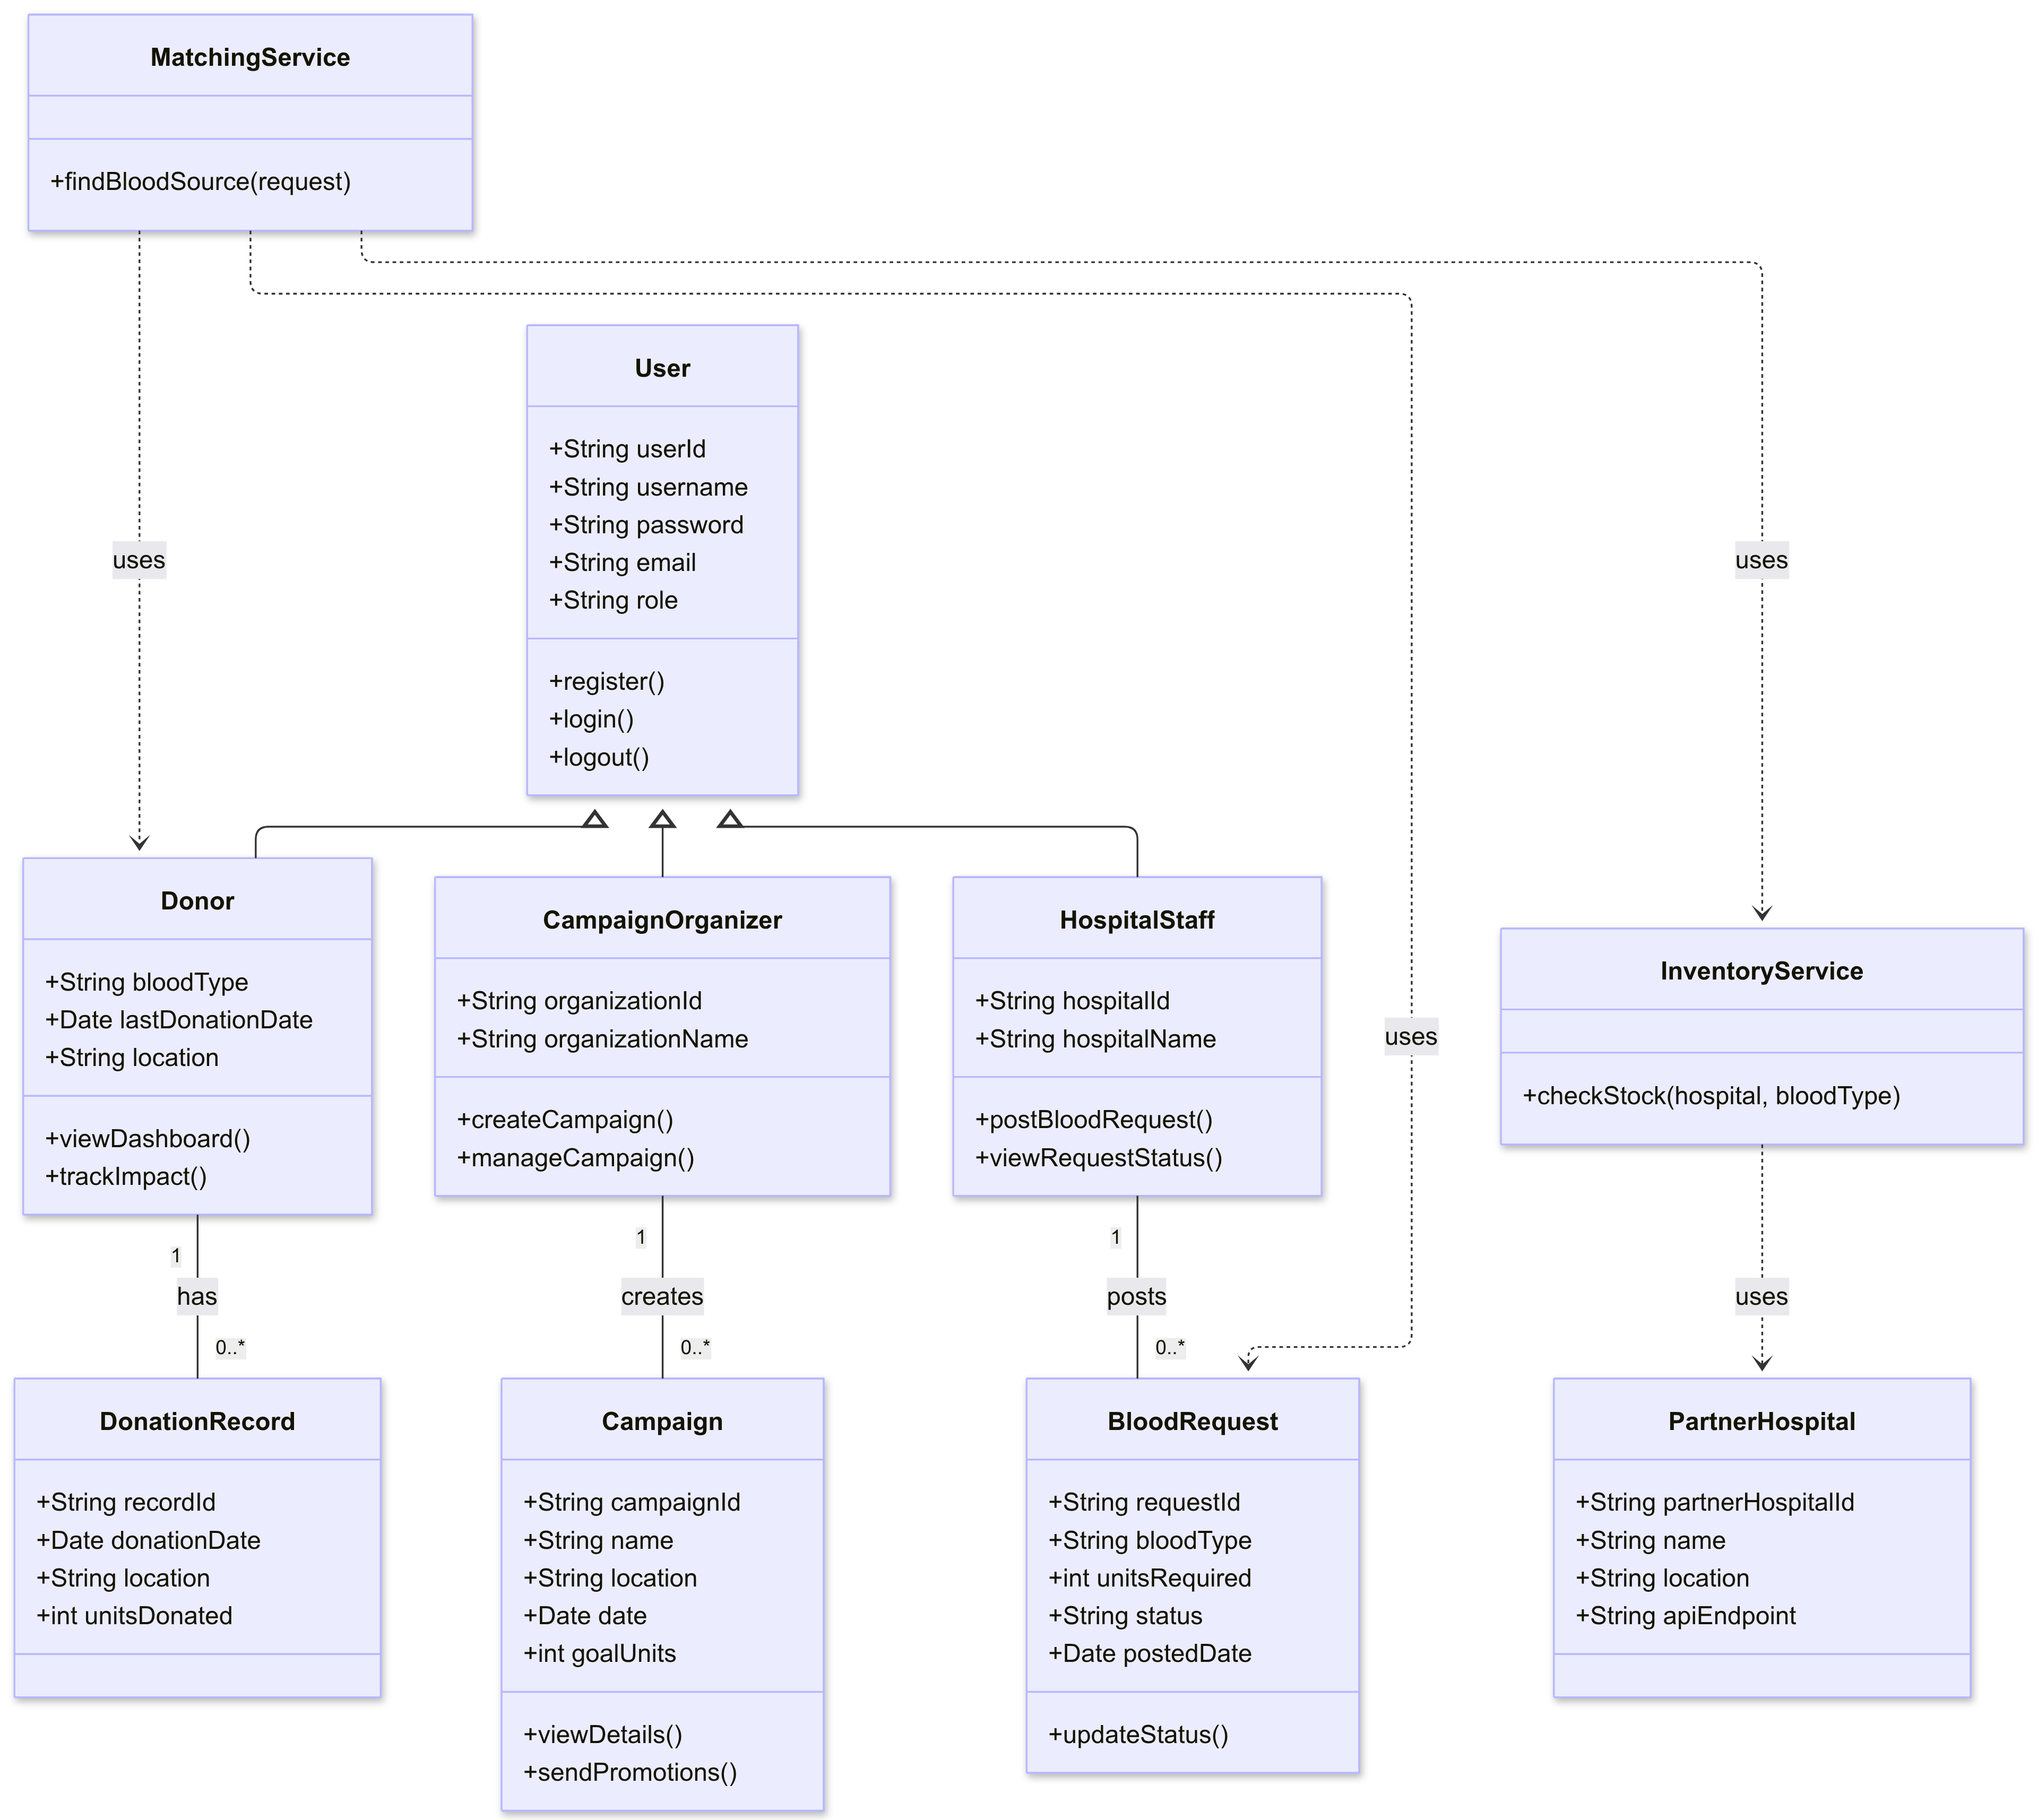 MatchingService
+findBloodSource(request)
User
+String userId
+String username
+String password
+String email
+String role
+register()
+login()
+logout()
uses
uses
Donor
+String bloodType
+Date lastDonationDate
+String location
+viewDashboard()
+trackImpact()
CampaignOrganizer
+String organizationId
+String organizationName
+createCampaign()
+manageCampaign()
HospitalStaff
+String hospitalId
+String hospitalName
+postBloodRequest()
+viewRequestStatus()
uses
InventoryService
+checkStock(hospital, bloodType)
1
has
0..*
1
creates
0..*
1
posts
0..*
uses
DonationRecord
+String recordId
+Date donationDate
+String location
+int unitsDonated
Campaign
+String campaignId
+String name
+String location
+Date date
+int goalUnits
+viewDetails()
+sendPromotions()
BloodRequest
+String requestId
+String bloodType
+int unitsRequired
+String status
+Date postedDate
+updateStatus()
PartnerHospital
+String partnerHospitalId
+String name
+String location
+String apiEndpoint